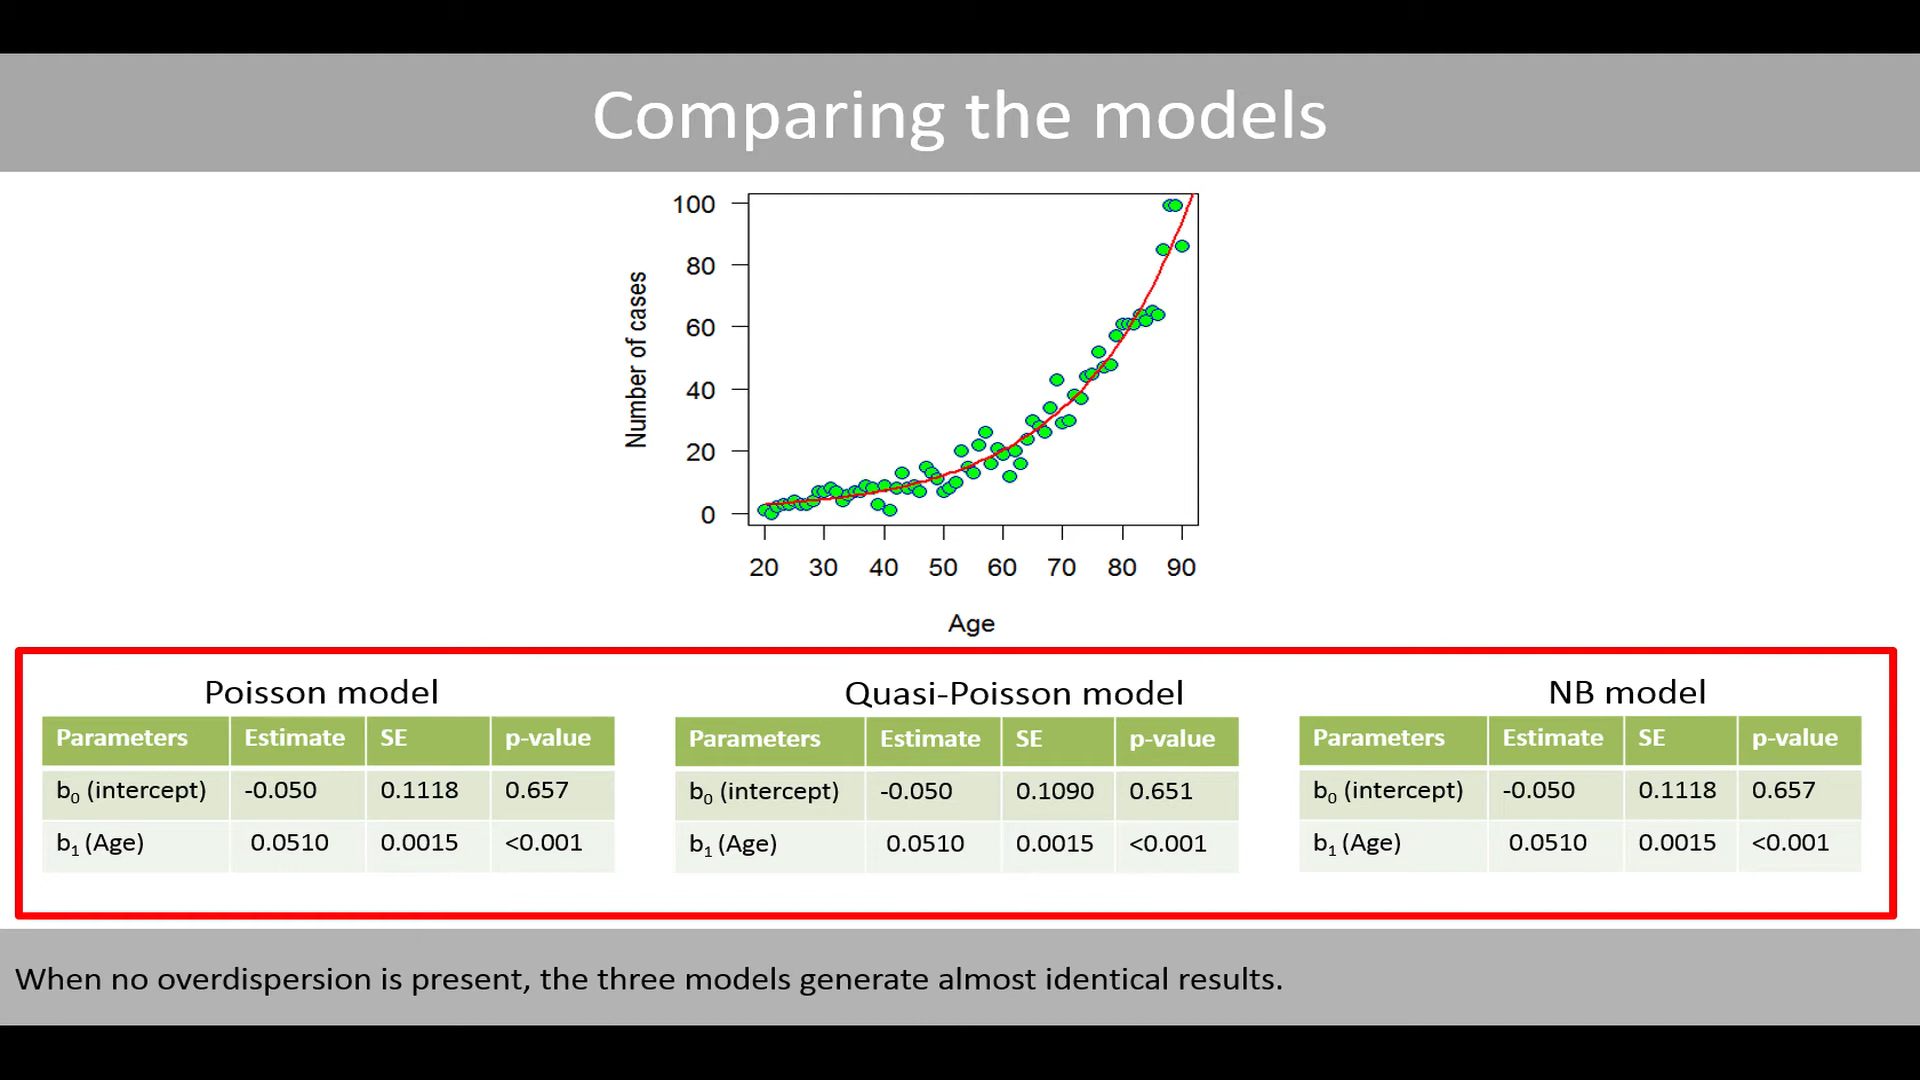 Comparing the models
100
80
60
40
20
0
Number of cases
20 30 40 50 60 70 80 90
Age
Poisson model
Parameters Estimate SE p-value
b0 (intercept) -0.050 0.1118 0.657
b1 (Age) 0.0510 0.0015 <0.001
Quasi-Poisson model
Parameters Estimate SE p-value
b0 (intercept) -0.050 0.1090 0.651
b1 (Age) 0.0510 0.0015 <0.001
NB model
Parameters Estimate SE p-value
b0 (intercept) -0.050 0.1118 0.657
b1 (Age) 0.0510 0.0015 <0.001
When no overdispersion is present, the three models generate almost identical results.